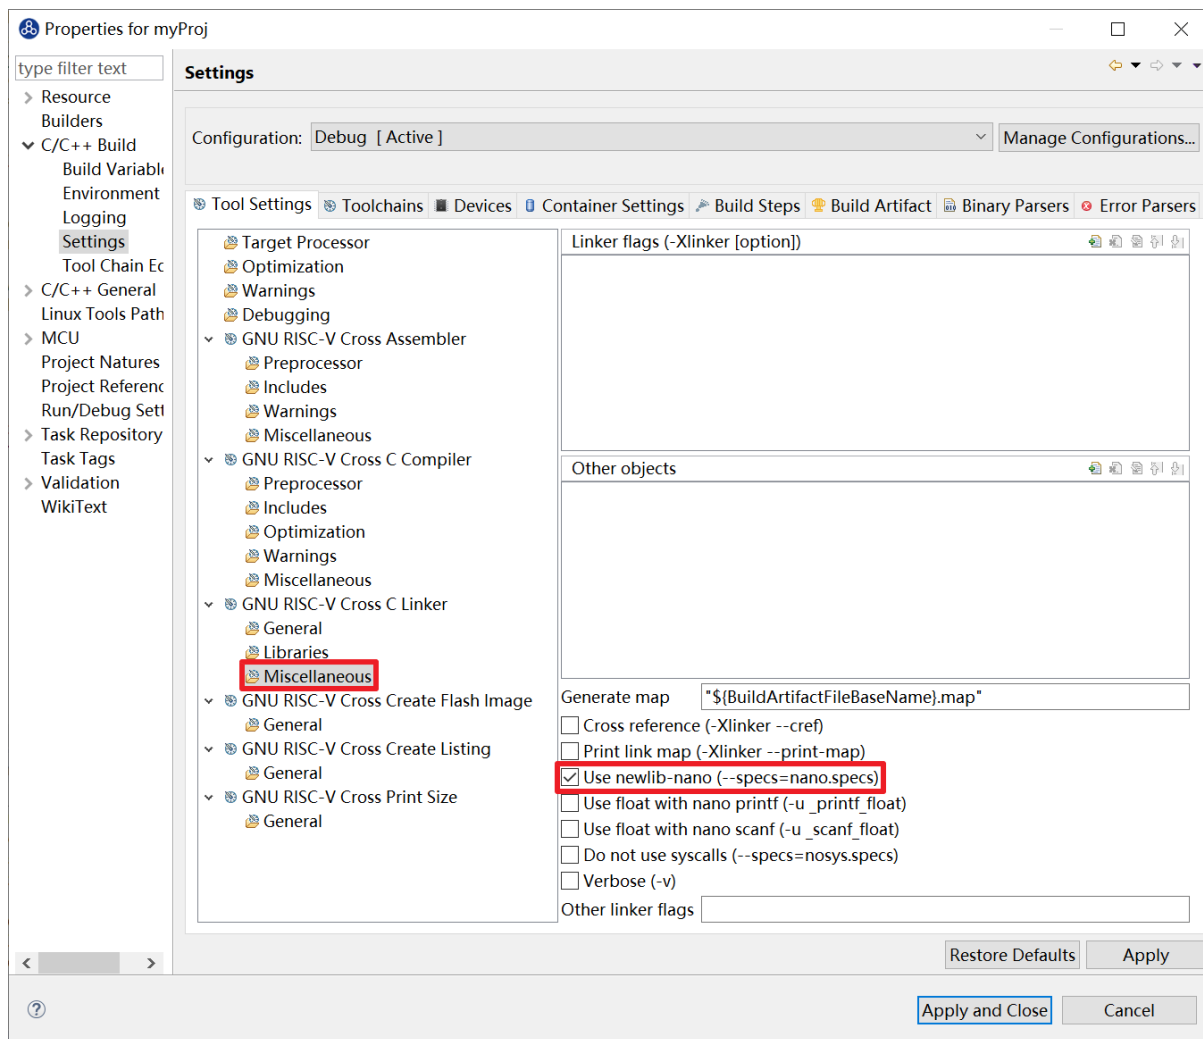 Properties for myProj
type filter text
Resource
Builders
C/C++ Build
Build Variabl
Environment
Logging
Settings
Tool Chain Ec
C/C++ General
Linux Tools Path
MCU
Project Natures
Project Referenc
Run/Debug Sett
Task Repository
Task Tags
Validation
WikiText
Settings
Configuration:
Debug [ Active ]
Manage Configurations...
Tool Settings
Toolchains
Devices
Container Settings
Build Steps
Build Artifact
Binary Parsers
Error Parsers
Target Processor
Optimization
Warnings
Debugging
GNU RISC-V Cross Assembler
Preprocessor
Includes
Warnings
Miscellaneous
GNU RISC-V Cross C Compiler
Preprocessor
Includes
Optimization
Warnings
Miscellaneous
GNU RISC-V Cross C Linker
General
Libraries
Miscellaneous
GNU RISC-V Cross Create Flash Image
General
GNU RISC-V Cross Create Listing
General
GNU RISC-V Cross Print Size
General
Linker flags (-Xlinker [option])
Other objects
Generate map
"${BuildArtifactFileBaseName}.map"
Cross reference (-Xlinker --cref)
Print link map (-Xlinker --print-map)
Use newlib-nano (--specs=nano.specs)
Use float with nano printf (-u _printf_float)
Use float with nano scanf (-u _scanf_float)
Do not use syscalls (--specs=nosys.specs)
Verbose (-v)
Other linker flags
Restore Defaults
Apply
Apply and Close
Cancel